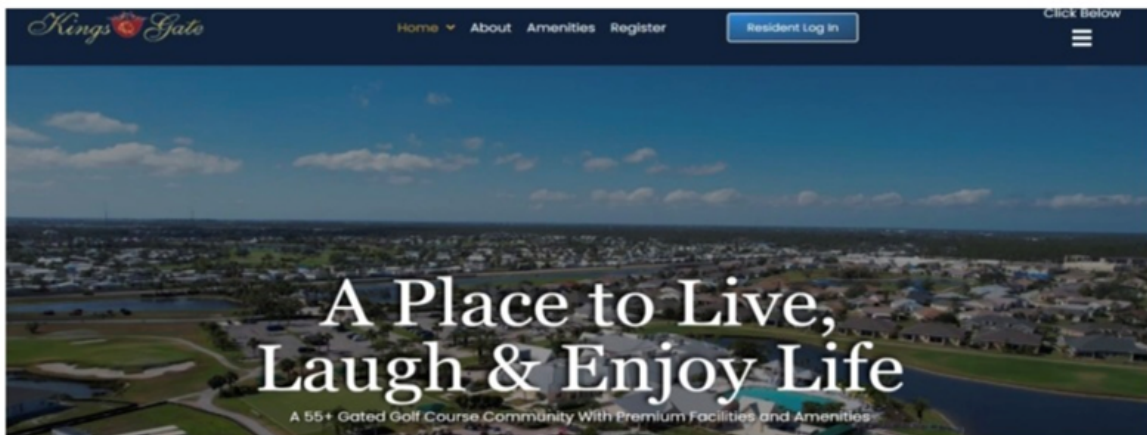 Kings Gate
Home About Amenities Register
Resident Log In
Click Below
A Place to Live,
Laugh & Enjoy Life
A 55+ Gated Golf Course Community With Premium Facilities and Amenities